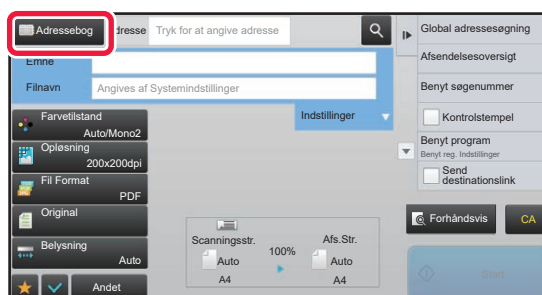 Adressebog
dresse
Tryk for at angive adresse
Emne
Filnavn
Angives af Systemindstillinger
Indstillinger
Farvetilstand
Auto/Mono2
Opløsning
200x200dpi
Fil Format
PDF
Original
Belysning
Auto
Andet
Scanningsstr.
Auto
A4
100%
Afs.Str.
Auto
A4
Global adressesøgning
Afsendelsesoversigt
Benyt søgenummer
Kontrolstempel
Benyt program
Benyt reg. Indstillinger
Send
destinationslink
Forhåndsvis
CA
Start